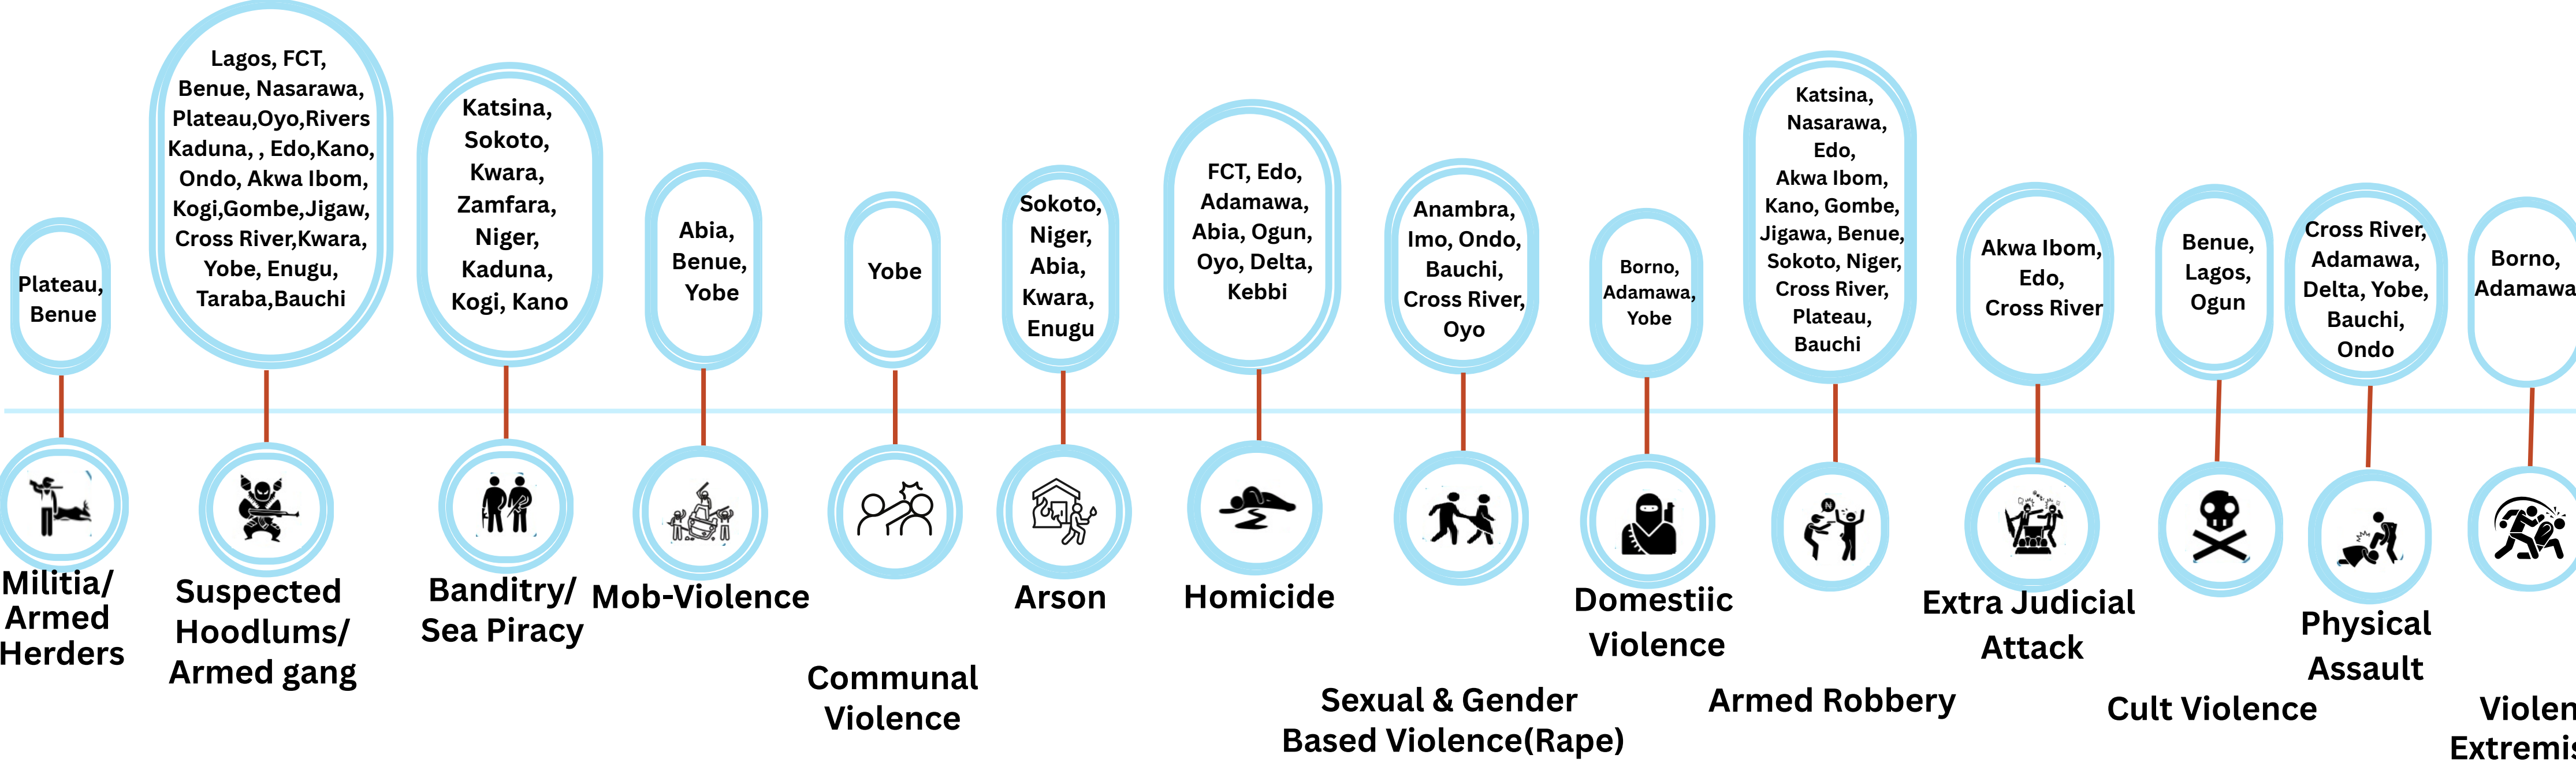 Plateau,
Benue
Militia/
Armed
Herders
Lagos, FCT,
Benue, Nasarawa,
Plateau,Oyo,Rivers
Kaduna, , Edo,Kano,
Ondo, Akwa Ibom,
Kogi,Gombe,Jigaw,
Cross River,Kwara,
Yobe, Enugu,
Taraba,Bauchi
Suspected
Hoodlums/
Armed gang
Katsina,
Sokoto,
Kwara,
Zamfara,
Niger,
Kaduna,
Kogi, Kano
Banditry/
Sea Piracy
Abia,
Benue,
Yobe
Mob-Violence
Yobe
Communal
Violence
Sokoto,
Niger,
Abia,
Kwara,
Enugu
Arson
FCT, Edo,
Adamawa,
Abia, Ogun,
Oyo, Delta,
Kebbi
Homicide
Anambra,
Imo, Ondo,
Bauchi,
Cross River,
Oyo
Sexual & Gender
Based Violence(Rape)
Borno,
Adamawa,
Yobe
Domestiic
Violence
Katsina,
Nasarawa,
Edo,
Akwa Ibom,
Kano, Gombe,
Jigawa, Benue,
Sokoto, Niger,
Cross River,
Plateau,
Bauchi
N
Armed Robbery
Akwa Ibom,
Edo,
Cross River
Extra Judicial
Attack
Benue,
Lagos,
Ogun
Cult Violence
Cross River,
Adamawa,
Delta, Yobe,
Bauchi,
Ondo
Physical
Assault
Borno,
Adamawa
Violen
Extremis